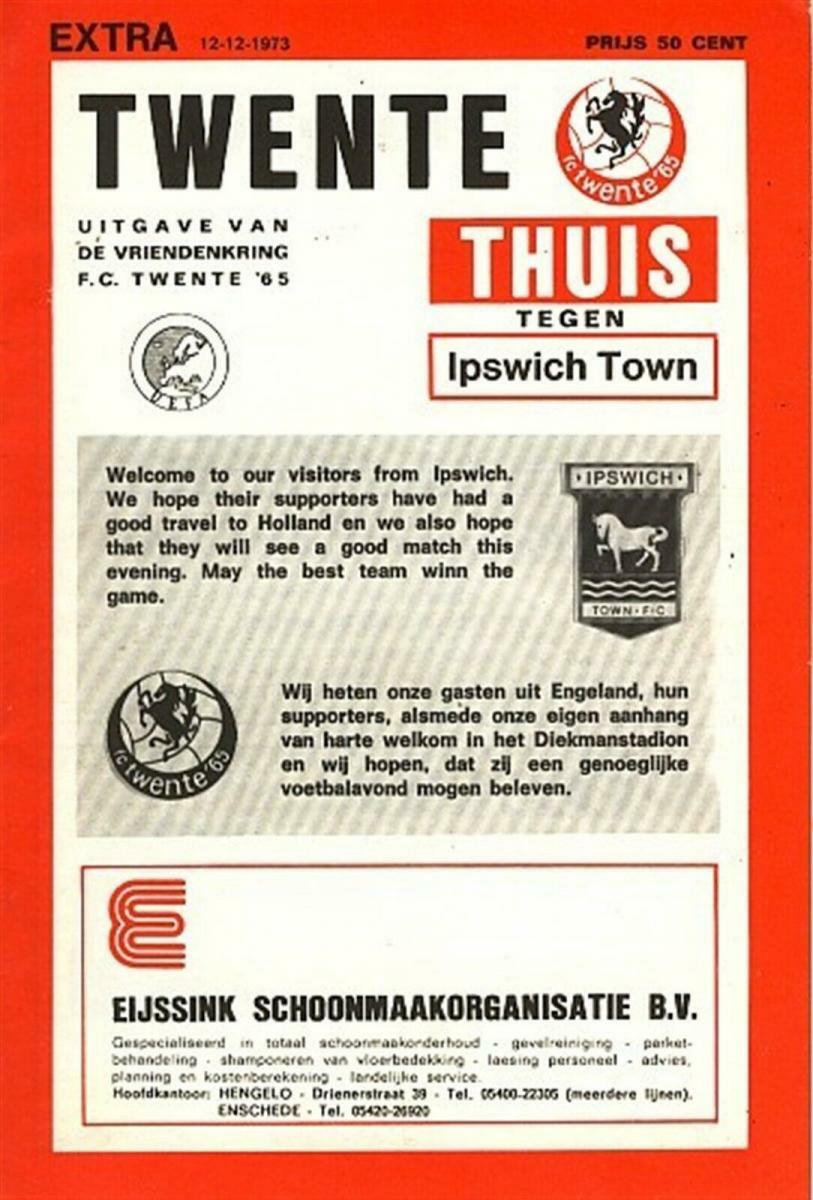 EXTRA 12-12-1973 PRIJS 50 CENT
TWENTE
fc twente '65
UITGAVE VAN
DE VRIENDENKRING
F.C. TWENTE '65
THUIS
TEGEN
Ipswich Town
UEFA
Welcome to our visitors from Ipswich.
We hope their supporters have had a
good travel to Holland en we also hope
that they will see a good match this
evening. May the best team winn the
game.
IPSWICH
TOWN F.C
fc twente '65
Wij heten onze gasten uit Engeland, hun
supporters, alsmede onze eigen aanhang
van harte welkom in het Diekmanstadion
en wij hopen, dat zij een genoeglijke
voetbalavond mogen beleven.
EIJSSINK SCHOONMAAKORGANISATIE B.V.
Gespecialiseerd in totaal schoonmaakonderhoud - gevelreiniging - parket-
behandeling - shamponeren van vloerbedekking - laesing personeel - advies,
planning en kostenberekening - landelijke service.
Hoofdkantoor: HENGELO - Drienerstraat 39 - Tel. 05400-22305 (meerdere lijnen).
ENSCHEDE - Tel. 05420-26920